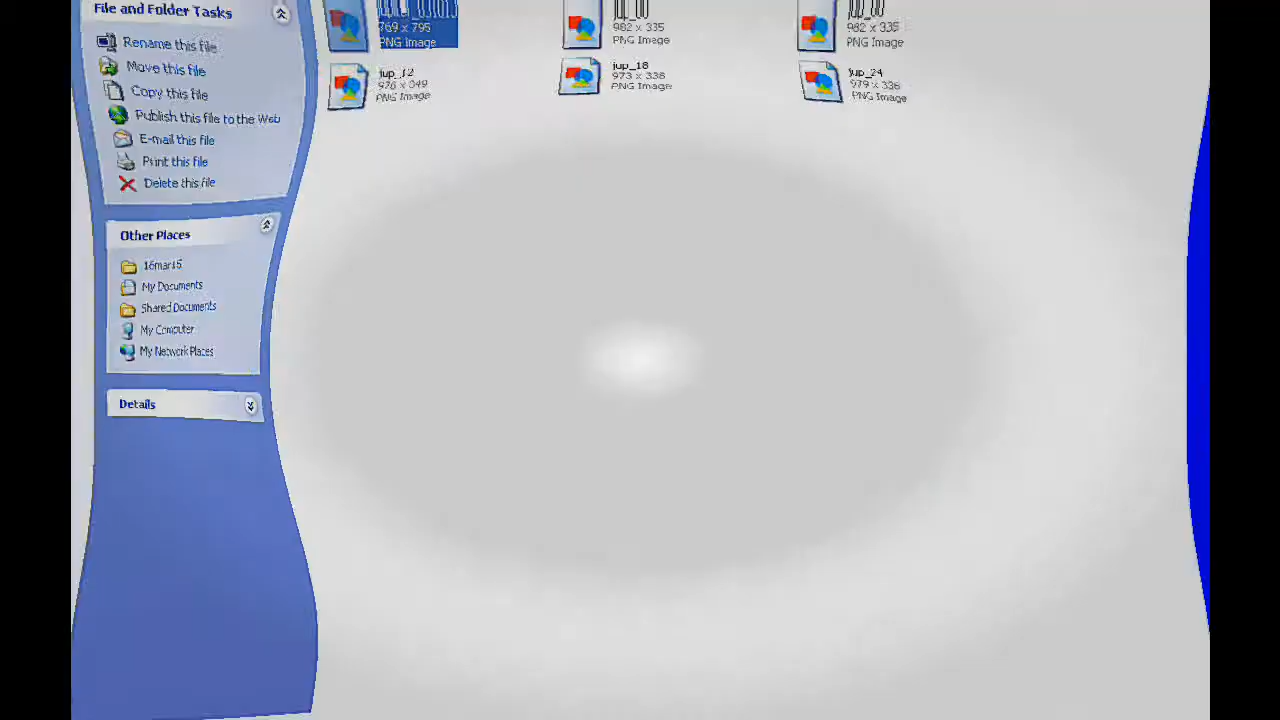 File and Folder Tasks
Rename this file
Move this file
Copy this file
Publish this file to the Web
E-mail this file
Print this file
Delete this file
Other Places
16mar15
My Documents
Shared Documents
My Computer
My Network Places
Details
769 x 795
PNG Image
982 x 335
PNG Image
982 x 335
PNG Image
jup_12
PNG Image
jup_18
973 x 338
PNG Image
jup_24
979 x 336
PNG Image